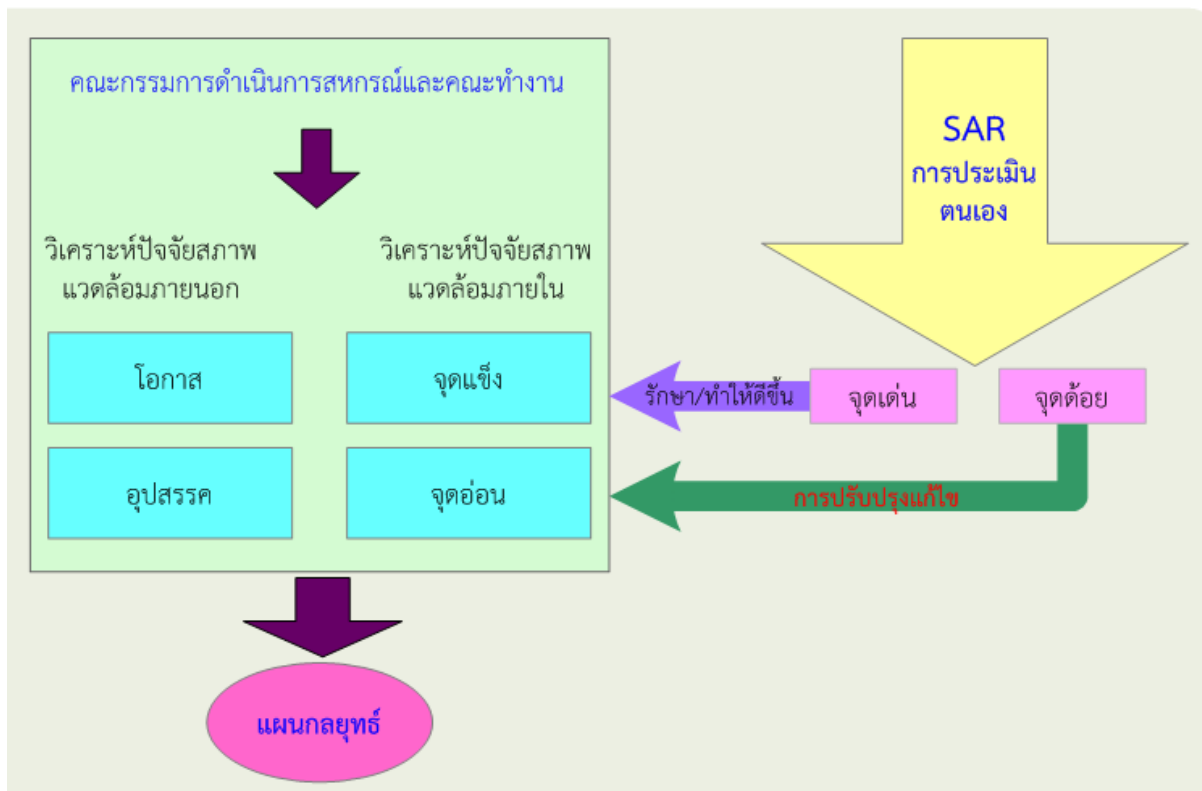 คณะกรรมการดำเนินการสหกรณ์และคณะทำงาน
วิเคราะห์ปัจจัยสภาพ
แวดล้อมภายนอก
วิเคราะห์ปัจจัยสภาพ
แวดล้อมภายใน
โอกาส
จุดแข็ง
อุปสรรค
จุดอ่อน
แผนกลยุทธ์
SAR
การประเมิน
ตนเอง
รักษา/ทำให้ดีขึ้น
จุดเด่น
จุดด้อย
การปรับปรุงแก้ไข